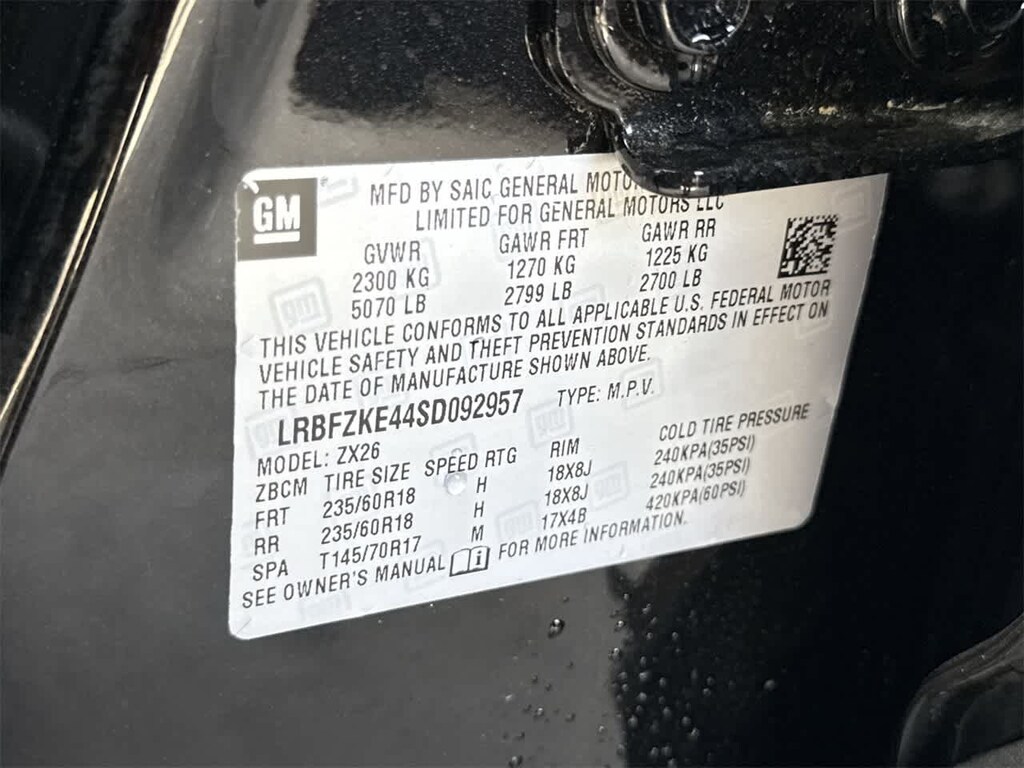 GM
MFD BY SAIC GENERAL
LIMITED FOR GENERAL MOTORS LLC
GVWR GAWR FRT GAWR RR
2300 KG 1270 KG 1225 KG
5070 LB 2799 LB 2700 LB
THIS VEHICLE CONFORMS TO ALL APPLICABLE U.S. FEDERAL MOTOR
VEHICLE SAFETY AND THEFT PREVENTION STANDARDS IN EFFECT ON
THE DATE OF MANUFACTURE SHOWN ABOVE.
LRBFZKE44SD092957 TYPE: M.P.V.
MODEL: ZX26
ZBCM TIRE SIZE SPEED RTG RIM COLD TIRE PRESSURE
FRT 235/60R18 H 18X8J 240KPA(35PSI)
RR 235/60R18 H 18X8J 240KPA(35PSI)
SPA T145/70R17 M 17X4B 420KPA(60PSI)
SEE OWNER'S MANUAL FOR MORE INFORMATION.